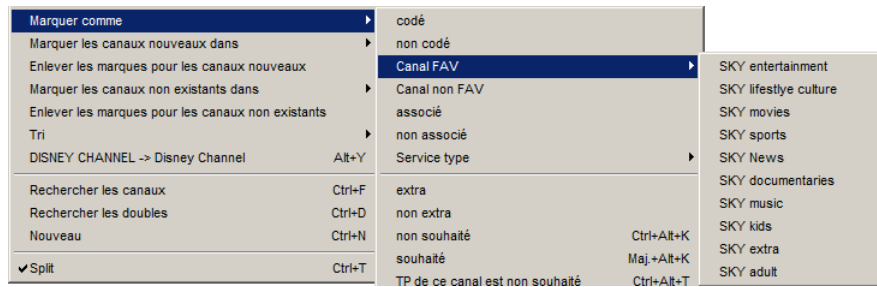 Marquer comme
Marquer les canaux nouveaux dans
Enlever les marques pour les canaux nouveaux
Marquer les canaux non existants dans
Enlever les marques pour les canaux non existants
Tri
DISNEY CHANNEL -> Disney Channel Alt+Y
Rechercher les canaux Ctrl+F
Rechercher les doubles Ctrl+D
Nouveau Ctrl+N
Split Ctrl+T
codé
non codé
Canal FAV
Canal non FAV
associé
non associé
Service type
extra
non extra
non souhaité Ctrl+Alt+K
souhaité Maj.+Alt+K
TP de ce canal est non souhaité Ctrl+Alt+T
SKY entertainment
SKY lifestlye culture
SKY movies
SKY sports
SKY News
SKY documentaries
SKY music
SKY kids
SKY extra
SKY adult